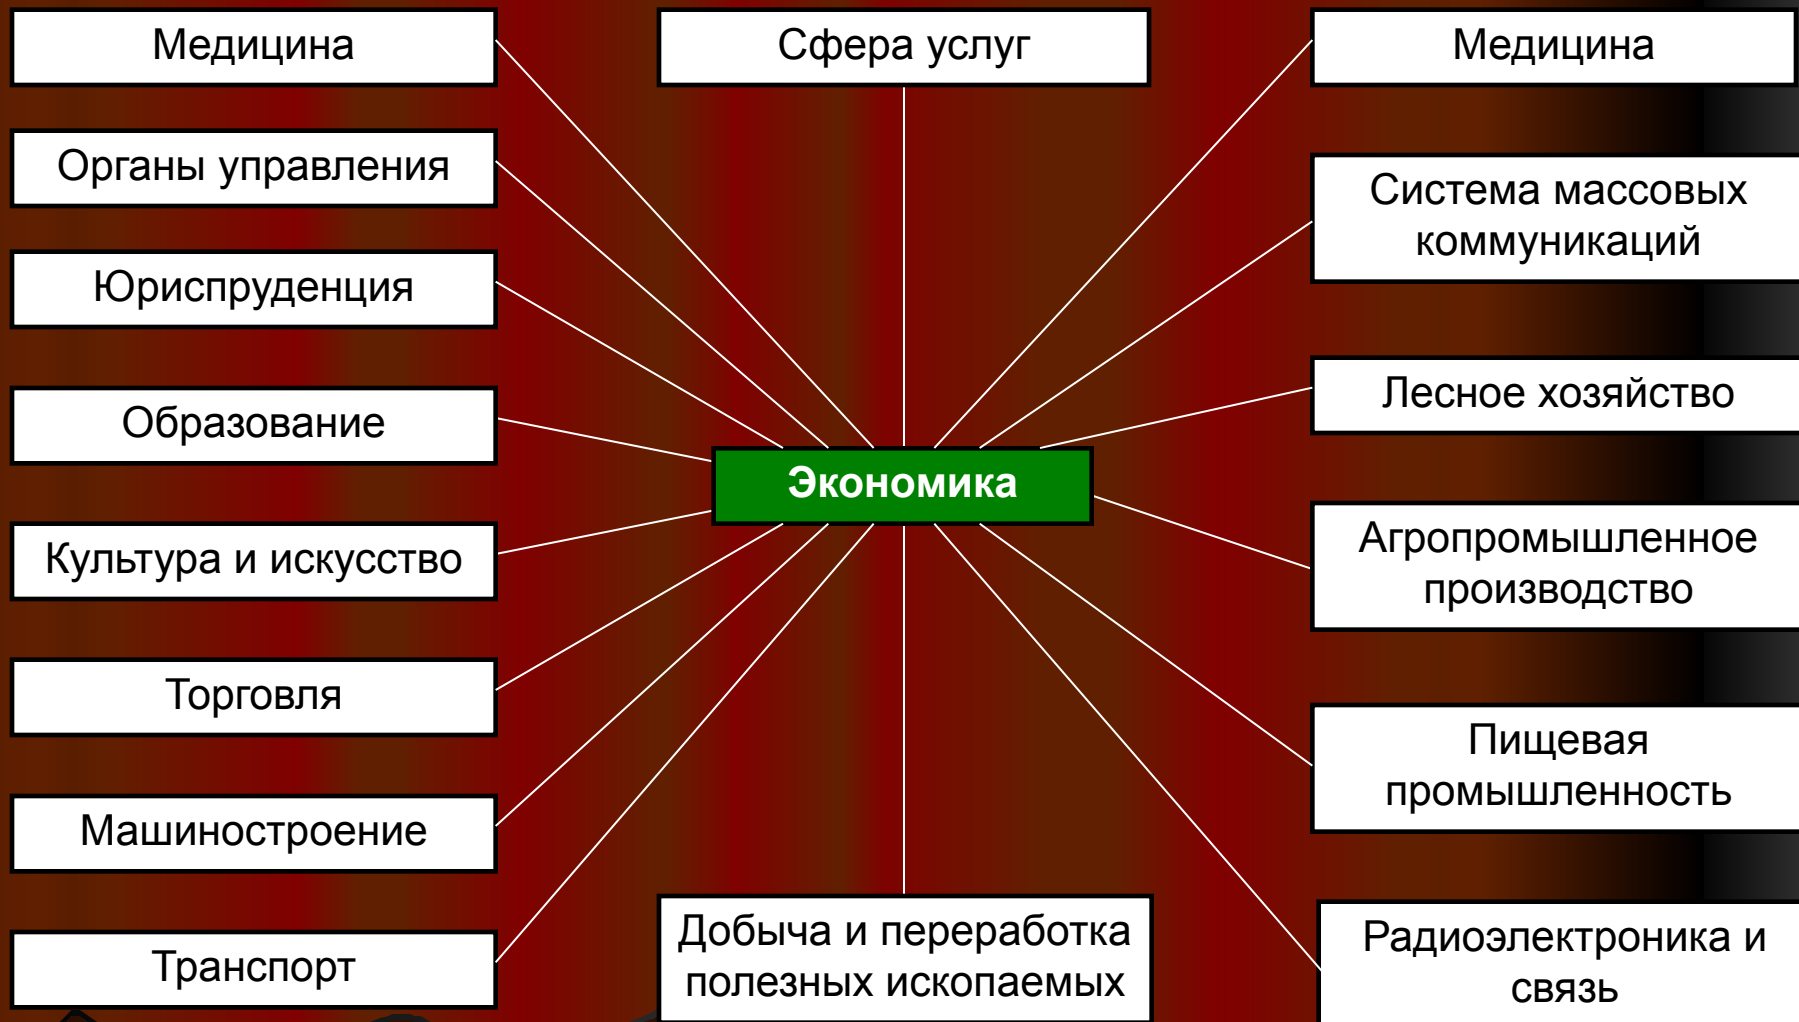 Медицина
Сфера услуг
Медицина
Органы управления
Система массовых
коммуникаций
Юриспруденция
Лесное хозяйство
Образование
Экономика
Культура и искусство
Агропромышленное
производство
Торговля
Пищевая
промышленность
Машиностроение
Добыча и переработка
полезных ископаемых
Радиоэлектроника и
связь
Транспорт